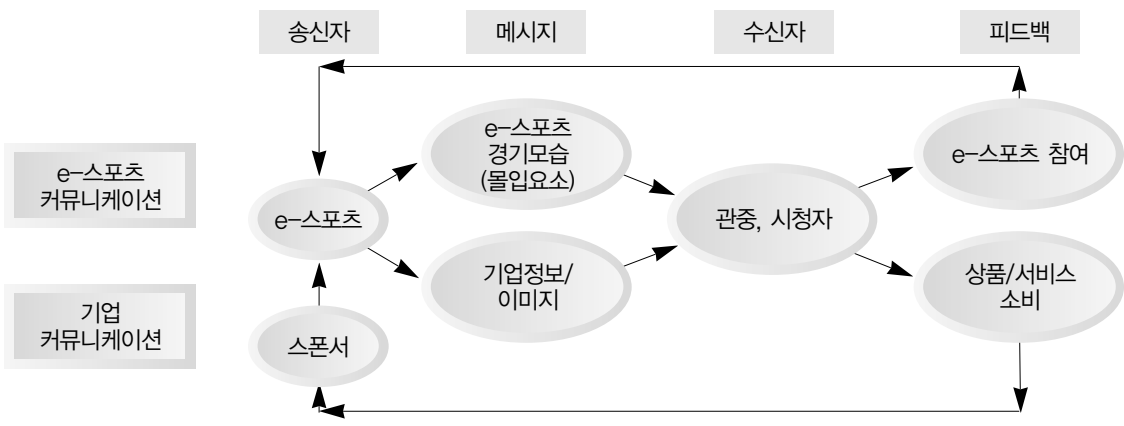 송신자
메시지
수신자
피드백
e-스포츠
커뮤니케이션
기업
커뮤니케이션
e-스포츠
스폰서
e-스포츠
경기모습
(몰입요소)
기업정보/
이미지
관중, 시청자
e-스포츠 참여
상품/서비스
소비